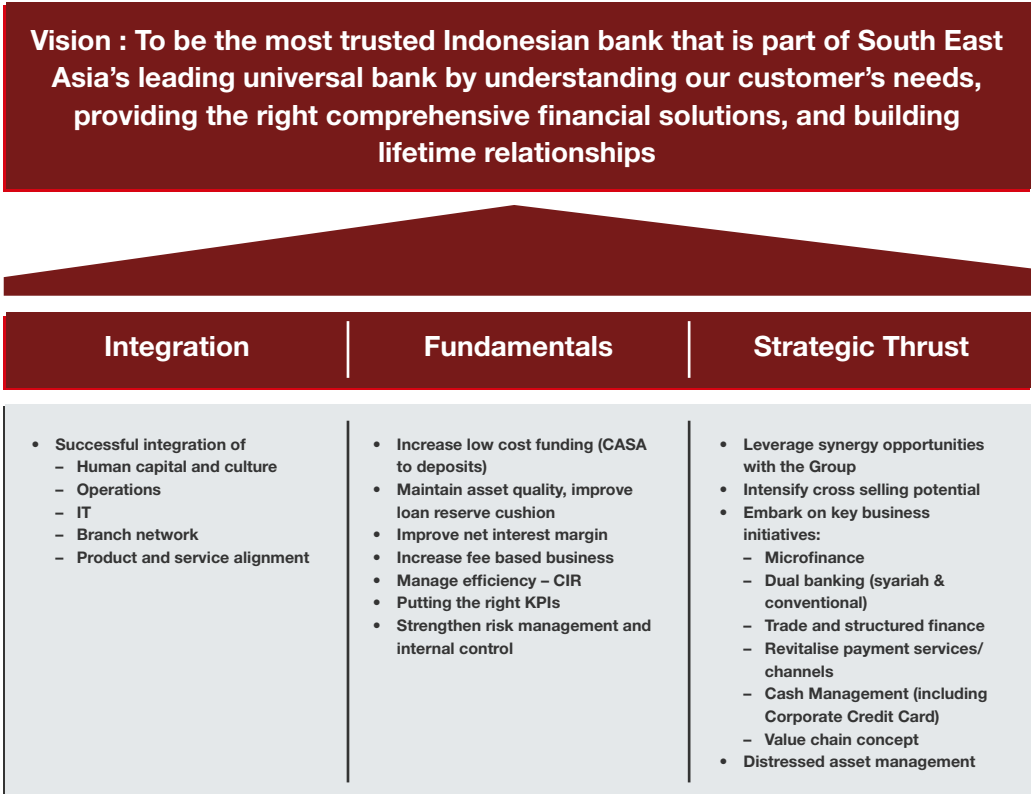 Vision : To be the most trusted Indonesian bank that is part of South East
Asia’s leading universal bank by understanding our customer’s needs,
providing the right comprehensive financial solutions, and building
lifetime relationships
Integration
Fundamentals
Strategic Thrust
• Successful integration of
– Human capital and culture
– Operations
– IT
– Branch network
– Product and service alignment
• Increase low cost funding (CASA
to deposits)
• Maintain asset quality, improve
loan reserve cushion
• Improve net interest margin
• Increase fee based business
• Manage efficiency – CIR
• Putting the right KPIs
• Strengthen risk management and
internal control
• Leverage synergy opportunities
with the Group
• Intensify cross selling potential
• Embark on key business
initiatives:
– Microfinance
– Dual banking (syariah &
conventional)
– Trade and structured finance
– Revitalise payment services/
channels
– Cash Management (including
Corporate Credit Card)
– Value chain concept
• Distressed asset management